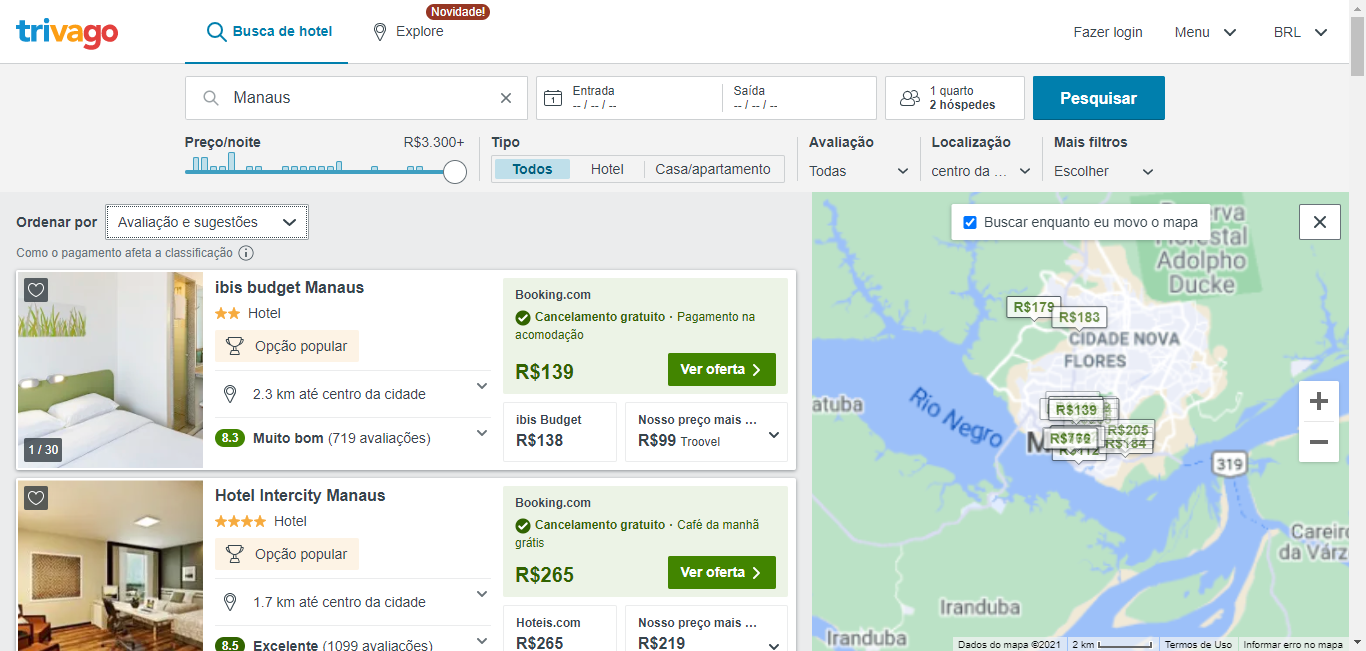 trivago
Busca de hotel
Novidade!
Explore
Fazer login
Menu
BRL
Manaus
Entrada
-- / -- / --
Saída
-- / -- / --
1 quarto
2 hóspedes
Pesquisar
Preço/noite
R$3.300+
Tipo
Todos
Hotel
Casa/apartamento
Avaliação
Todas
Localização
centro da ...
Mais filtros
Escolher
Ordenar por
Avaliação e sugestões
Como o pagamento afeta a classificação
1 / 30
ibis budget Manaus
Hotel
Opção popular
2.3 km até centro da cidade
8.3 Muito bom (719 avaliações)
Booking.com
Cancelamento gratuito · Pagamento na
acomodação
R$139
Ver oferta
ibis Budget
R$138
Nosso preço mais ...
R$99 Troovel
Hotel Intercity Manaus
Hotel
Opção popular
1.7 km até centro da cidade
8.5 Excelente (1099 avaliações)
Booking.com
Cancelamento gratuito · Café da manhã
grátis
R$265
Ver oferta
Hoteis.com
R$265
Nosso preço mais ...
R$219
Buscar enquanto eu movo o mapa
Adolpho
Ducke
R$179
R$183
CIDADE NOVA
FLORES
atuba
Rio Negro
R$139
R$205
R$184
319
Careiro
da Várz
Iranduba
Iranduba
Dados do mapa ©2021
2 km
Termos de Uso
Informar erro no mapa